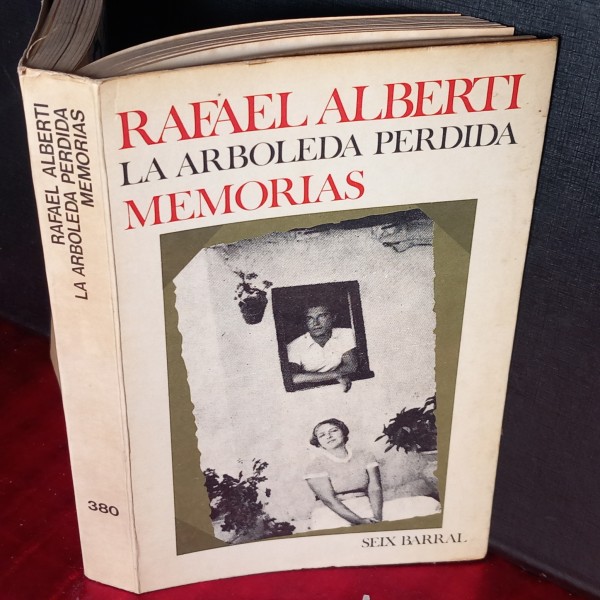 RAFAEL ALBERTI
LA ARBOLEDA PERDIDA
MEMORIAS
SEIX BARRAL
RAFAEL ALBERTI
LA ARBOLEDA PERDIDA
MEMORIAS
380